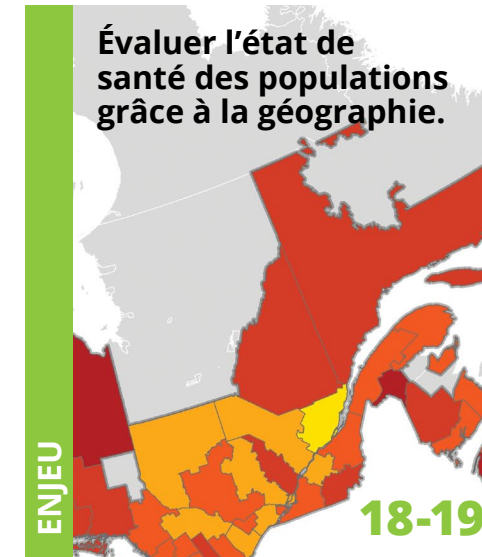 Évaluer l’état de
santé des populations
grâce à la géographie.
ENJEU
18-19